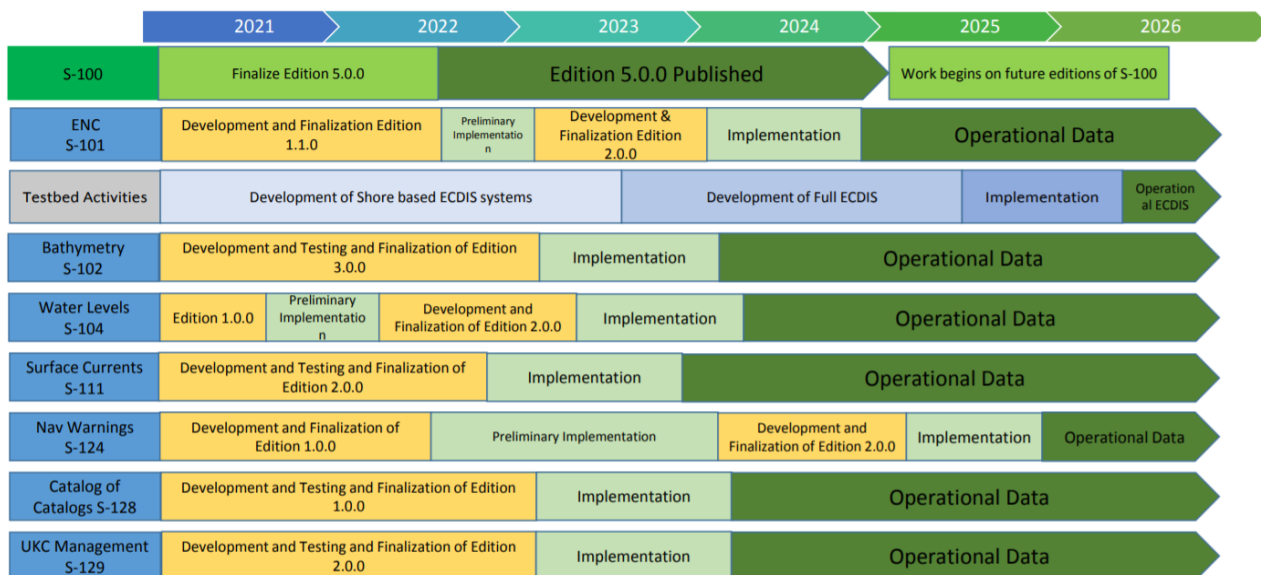 2021 2022 2023 2024 2025 2026
S-100 Finalize Edition 5.0.0 Edition 5.0.0 Published Work begins on future editions of S-100
ENC
S-101
Development and Finalization Edition
1.1.0
Preliminary
Implementatio
n
Development &
Finalization Edition
2.0.0
Implementation
Operational Data
Testbed Activities Development of Shore based ECDIS systems Development of Full ECDIS Implementation
Operation
al ECDIS
Bathymetry
S-102
Development and Testing and Finalization of Edition
3.0.0
Implementation
Operational Data
Water Levels
S-104
Edition 1.0.0
Preliminary
Implementatio
n
Development and
Finalization of Edition 2.0.0
Implementation
Operational Data
Surface Currents
S-111
Development and Testing and Finalization of
Edition 2.0.0
Implementation
Operational Data
Nav Warnings
S-124
Development and Finalization of
Edition 1.0.0
Preliminary Implementation
Development and
Finalization of Edition 2.0.0
Implementation
Operational Data
Catalog of
Catalogs S-128
Development and Testing and Finalization of Edition
1.0.0
Implementation
Operational Data
UKC Management
S-129
Development and Testing and Finalization of Edition
2.0.0
Implementation
Operational Data